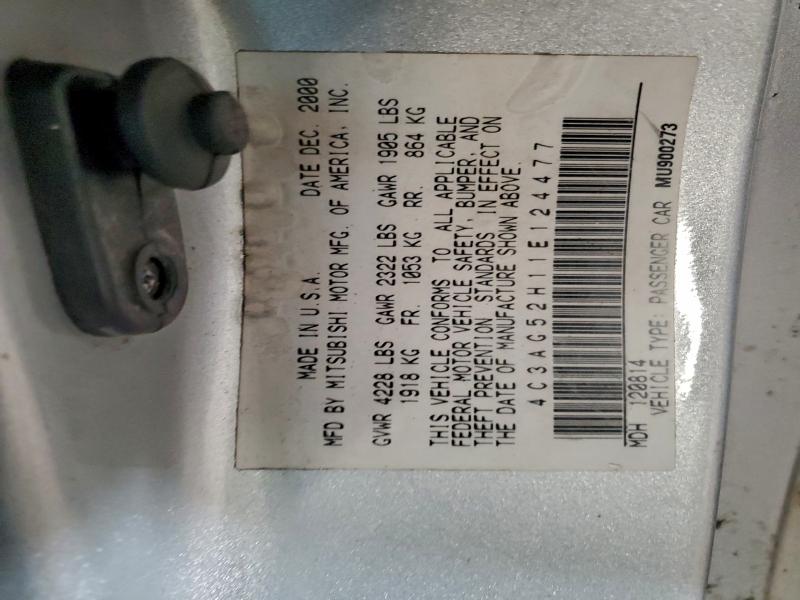 MADE IN U.S.A. DATE DEC. 2000
MFD BY MITSUBISHI MOTOR MFG. OF AMERICA, INC.
GVWR 4228 LBS GAWR 2322 LBS GAWR 1905 LBS
1918 KG FR. 1053 KG RR. 864 KG
THIS VEHICLE CONFORMS TO ALL APPLICABLE
FEDERAL MOTOR VEHICLE SAFETY, BUMPER, AND
THEFT PREVENTION STANDARDS IN EFFECT ON
THE DATE OF MANUFACTURE SHOWN ABOVE.
4C3AG52H11E124477
MDH 120814
VEHICLE TYPE: PASSENGER CAR MU900273